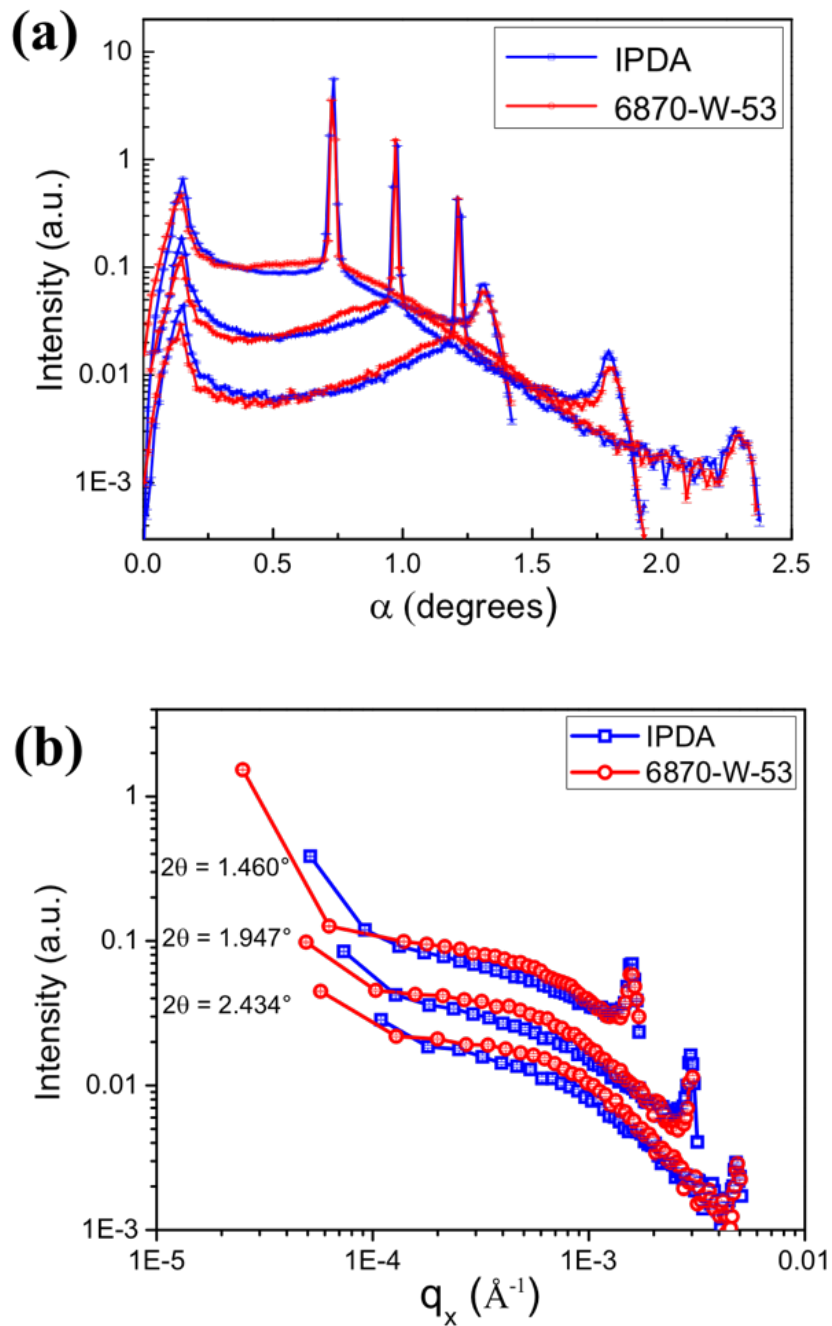 (a)
IPDA
6870-W-53
10
1
0.1
0.01
1E-3
Intensity (a.u.)
0.0 0.5 1.0 1.5 2.0 2.5
α (degrees)
(b)
IPDA
6870-W-53
1
0.1
0.01
1E-3
2θ = 1.460°
2θ = 1.947°
2θ = 2.434°
Intensity (a.u.)
1E-5 1E-4 1E-3 0.01
qₓ (Å⁻¹)